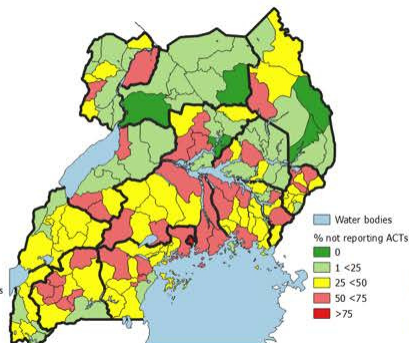 Water bodies
% not reporting ACTs
0
1 <25
25 <50
50 <75
>75
s